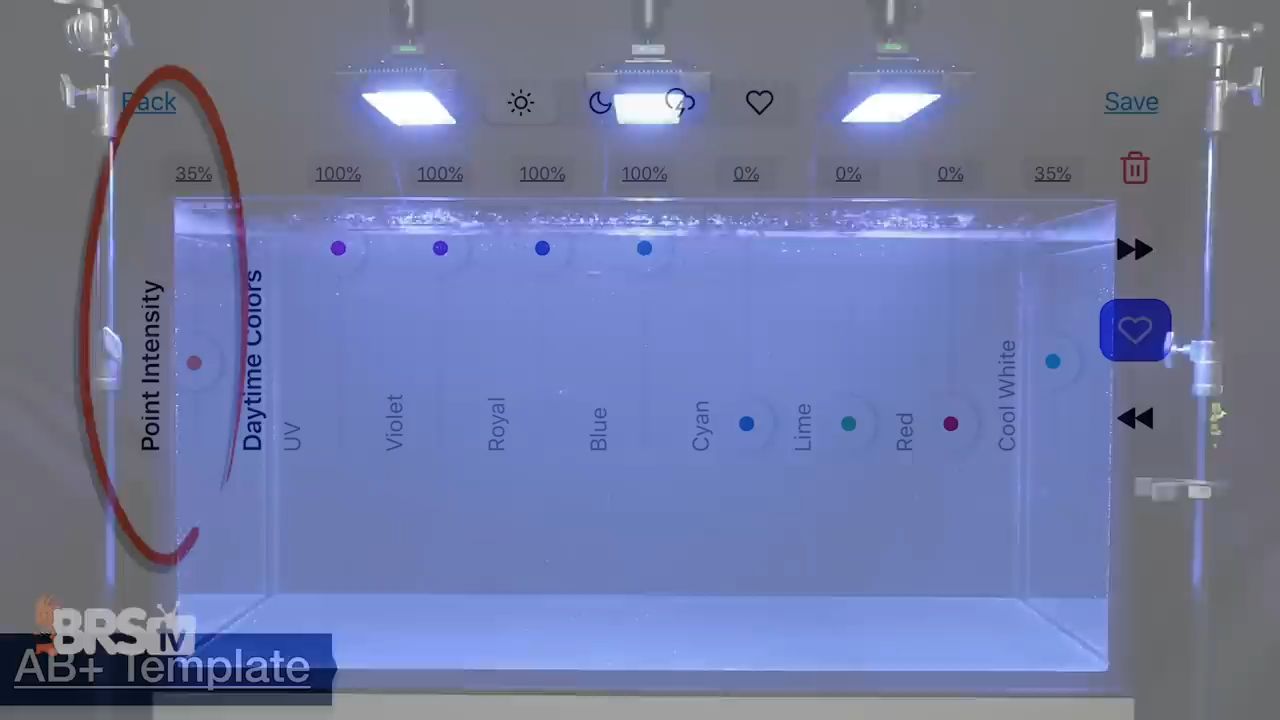 Back
Save
35%
100%
100%
100%
100%
0%
0%
0%
35%
Point Intensity
Daytime Colors
UV
Violet
Royal
Blue
Cyan
Lime
Red
Cool White
BRStv
AB+ Template